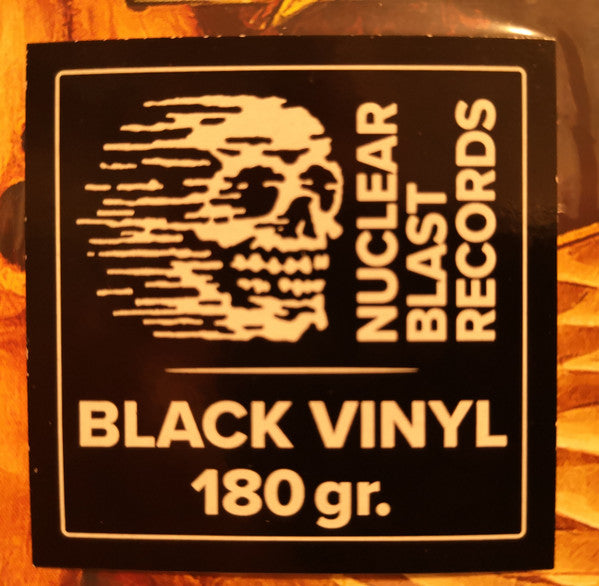 NUCLEAR
BLAST
RECORDS
BLACK VINYL
180 gr.